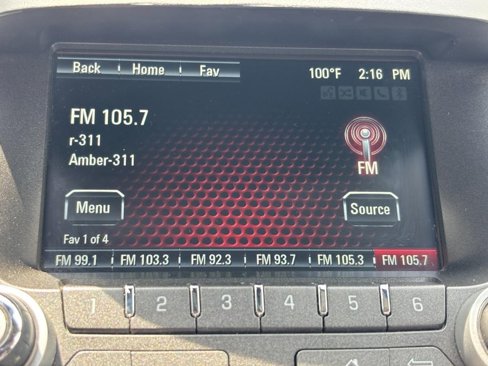 Back Home Fav 100°F 2:16 PM
FM 105.7
r-311
Amber-311
FM
Menu Source
Fav 1 of 4
FM 99.1 FM 103.3 FM 92.3 FM 93.7 FM 105.3 FM 105.7
1 2 3 4 5 6